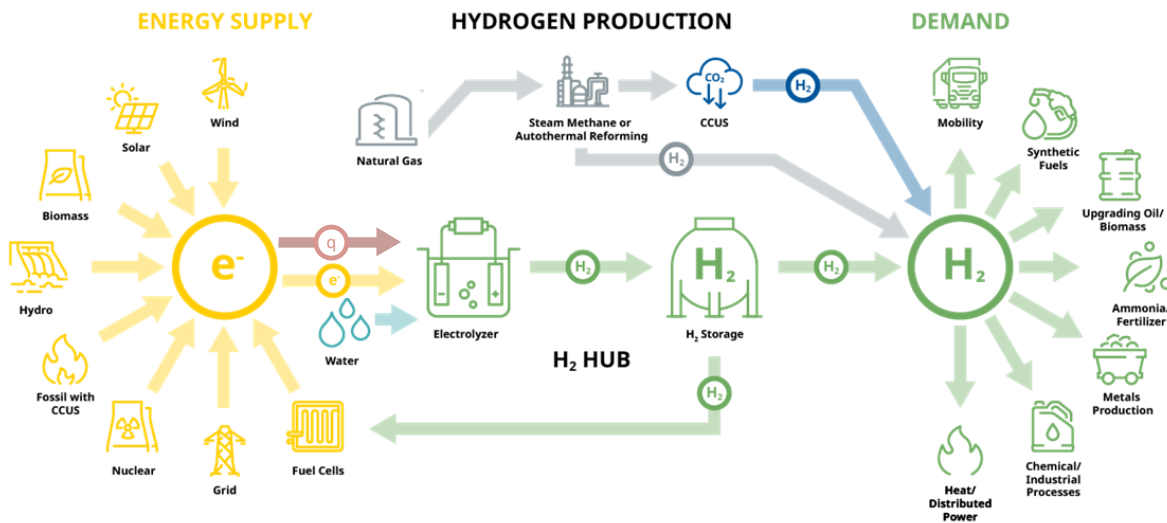 ENERGY SUPPLY
HYDROGEN PRODUCTION
DEMAND
Wind
Solar
Biomass
Hydro
Fossil with
CCUS
Nuclear
Grid
Fuel Cells
e-
q
e-
Water
Natural Gas
Steam Methane or
Autothermal Reforming
CO₂
CCUS
H₂
H₂
Electrolyzer
H₂
H₂
H₂ Storage
H₂
H₂ HUB
H₂
H₂
Mobility
Synthetic
Fuels
Upgrading Oil/
Biomass
Ammonia/
Fertilizer
Metals
Production
Chemical/
Industrial
Processes
Heat/
Distributed
Power